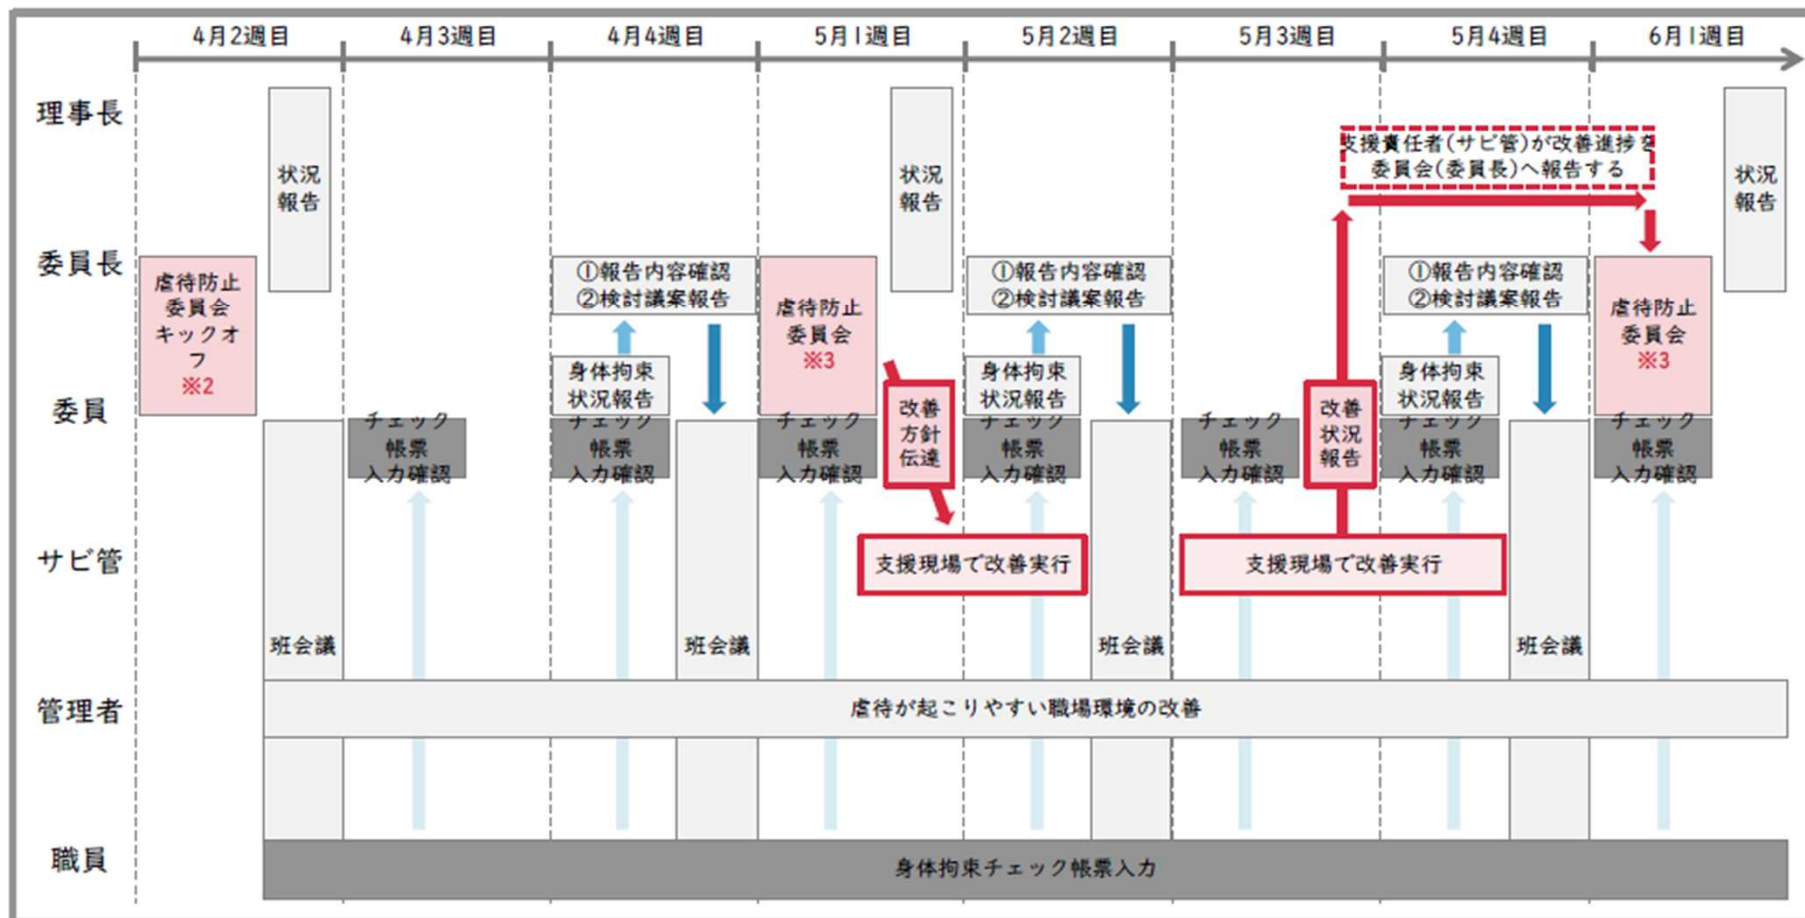 4月2週目
4月3週目
4月4週目
5月1週目
5月2週目
5月3週目
5月4週目
6月1週目
理事長
状況
報告
状況
報告
支援責任者(サビ管)が改善進捗を
委員会(委員長)へ報告する
状況
報告
委員長
虐待防止
委員会
キックオ
フ
※2
①報告内容確認
②検討議案報告
虐待防止
委員会
※3
①報告内容確認
②検討議案報告
①報告内容確認
②検討議案報告
虐待防止
委員会
※3
委員
身体拘束
状況報告
身体拘束
状況報告
身体拘束
状況報告
チェック
帳票
入力確認
チェック
帳票
入力確認
チェック
帳票
入力確認
改善
方針
伝達
チェック
帳票
入力確認
チェック
帳票
入力確認
改善
状況
報告
チェック
帳票
入力確認
チェック
帳票
入力確認
サビ管
支援現場で改善実行
支援現場で改善実行
班会議
班会議
班会議
班会議
管理者
虐待が起こりやすい職場環境の改善
職員
身体拘束チェック帳票入力